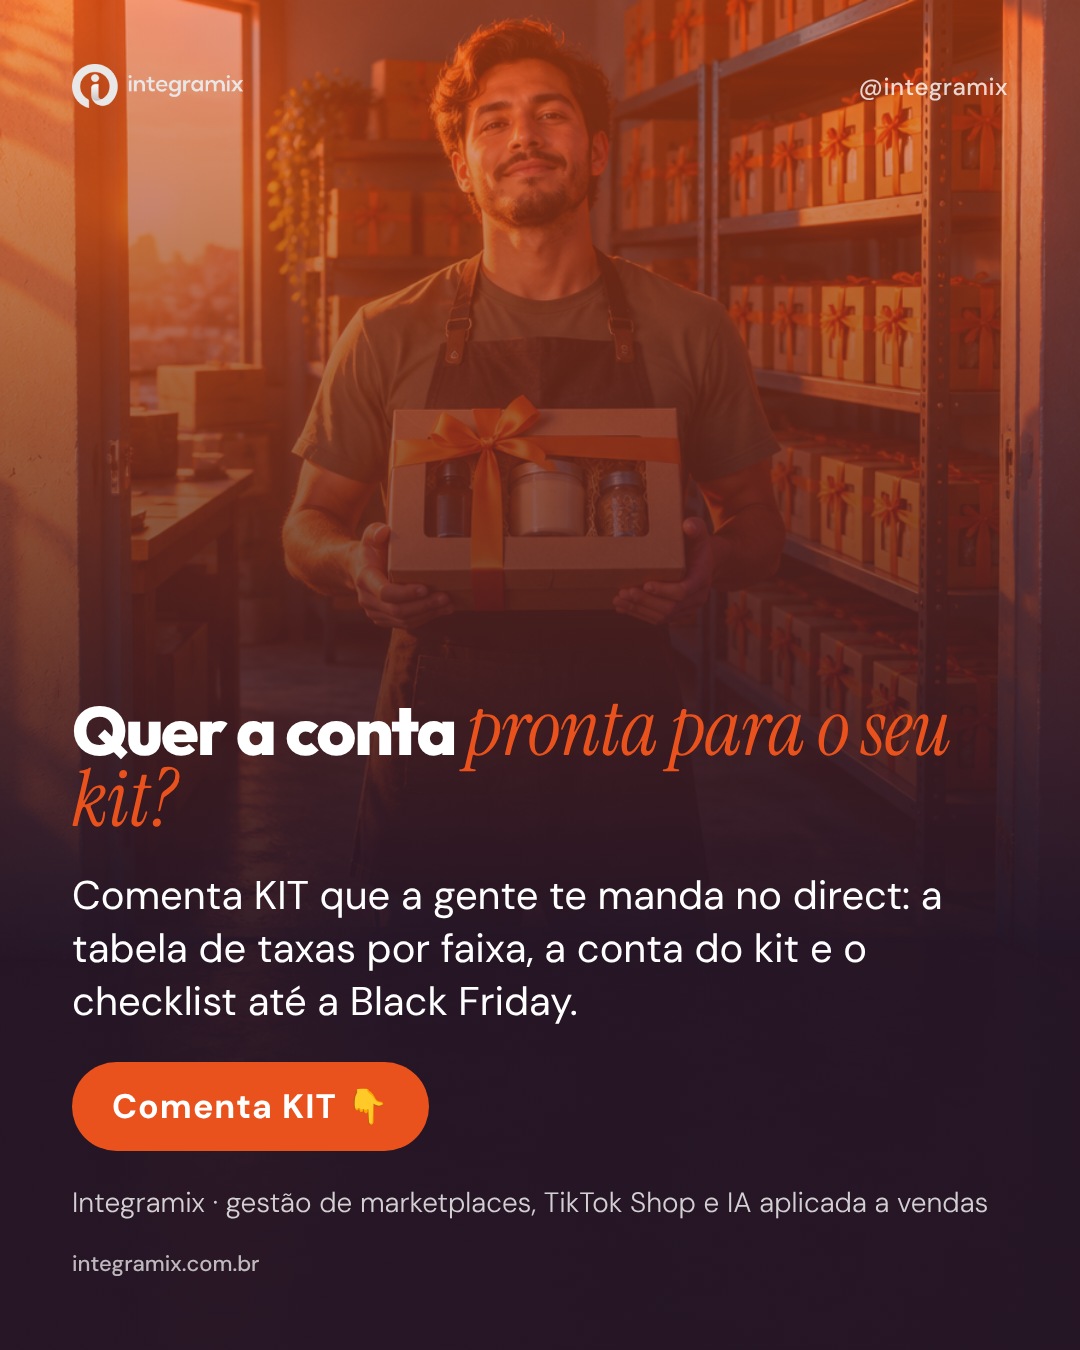 integramix
@integramix
Quer a conta pronta para o seu
kit?
Comenta KIT que a gente te manda no direct: a
tabela de taxas por faixa, a conta do kit e o
checklist até a Black Friday.
Comenta KIT 👇
Integramix · gestão de marketplaces, TikTok Shop e IA aplicada a vendas
integramix.com.br